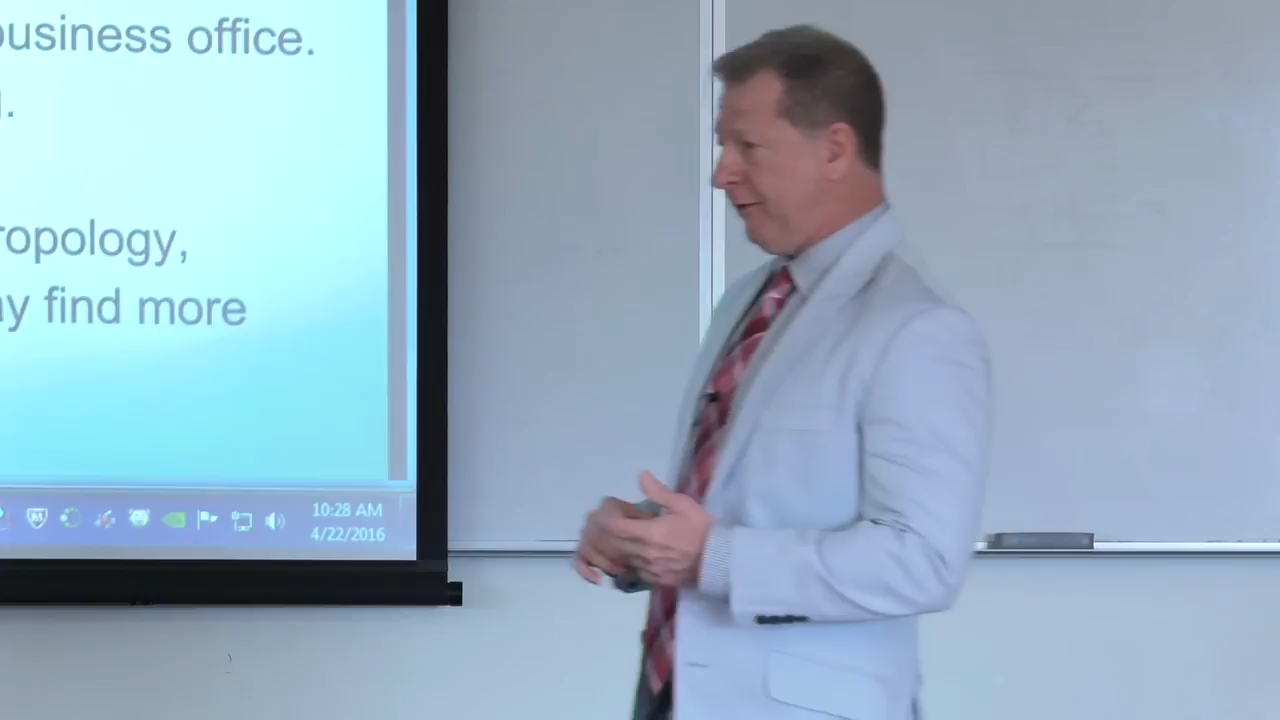 business office.
.
ropology,
y find more
10:28 AM
4/22/2016